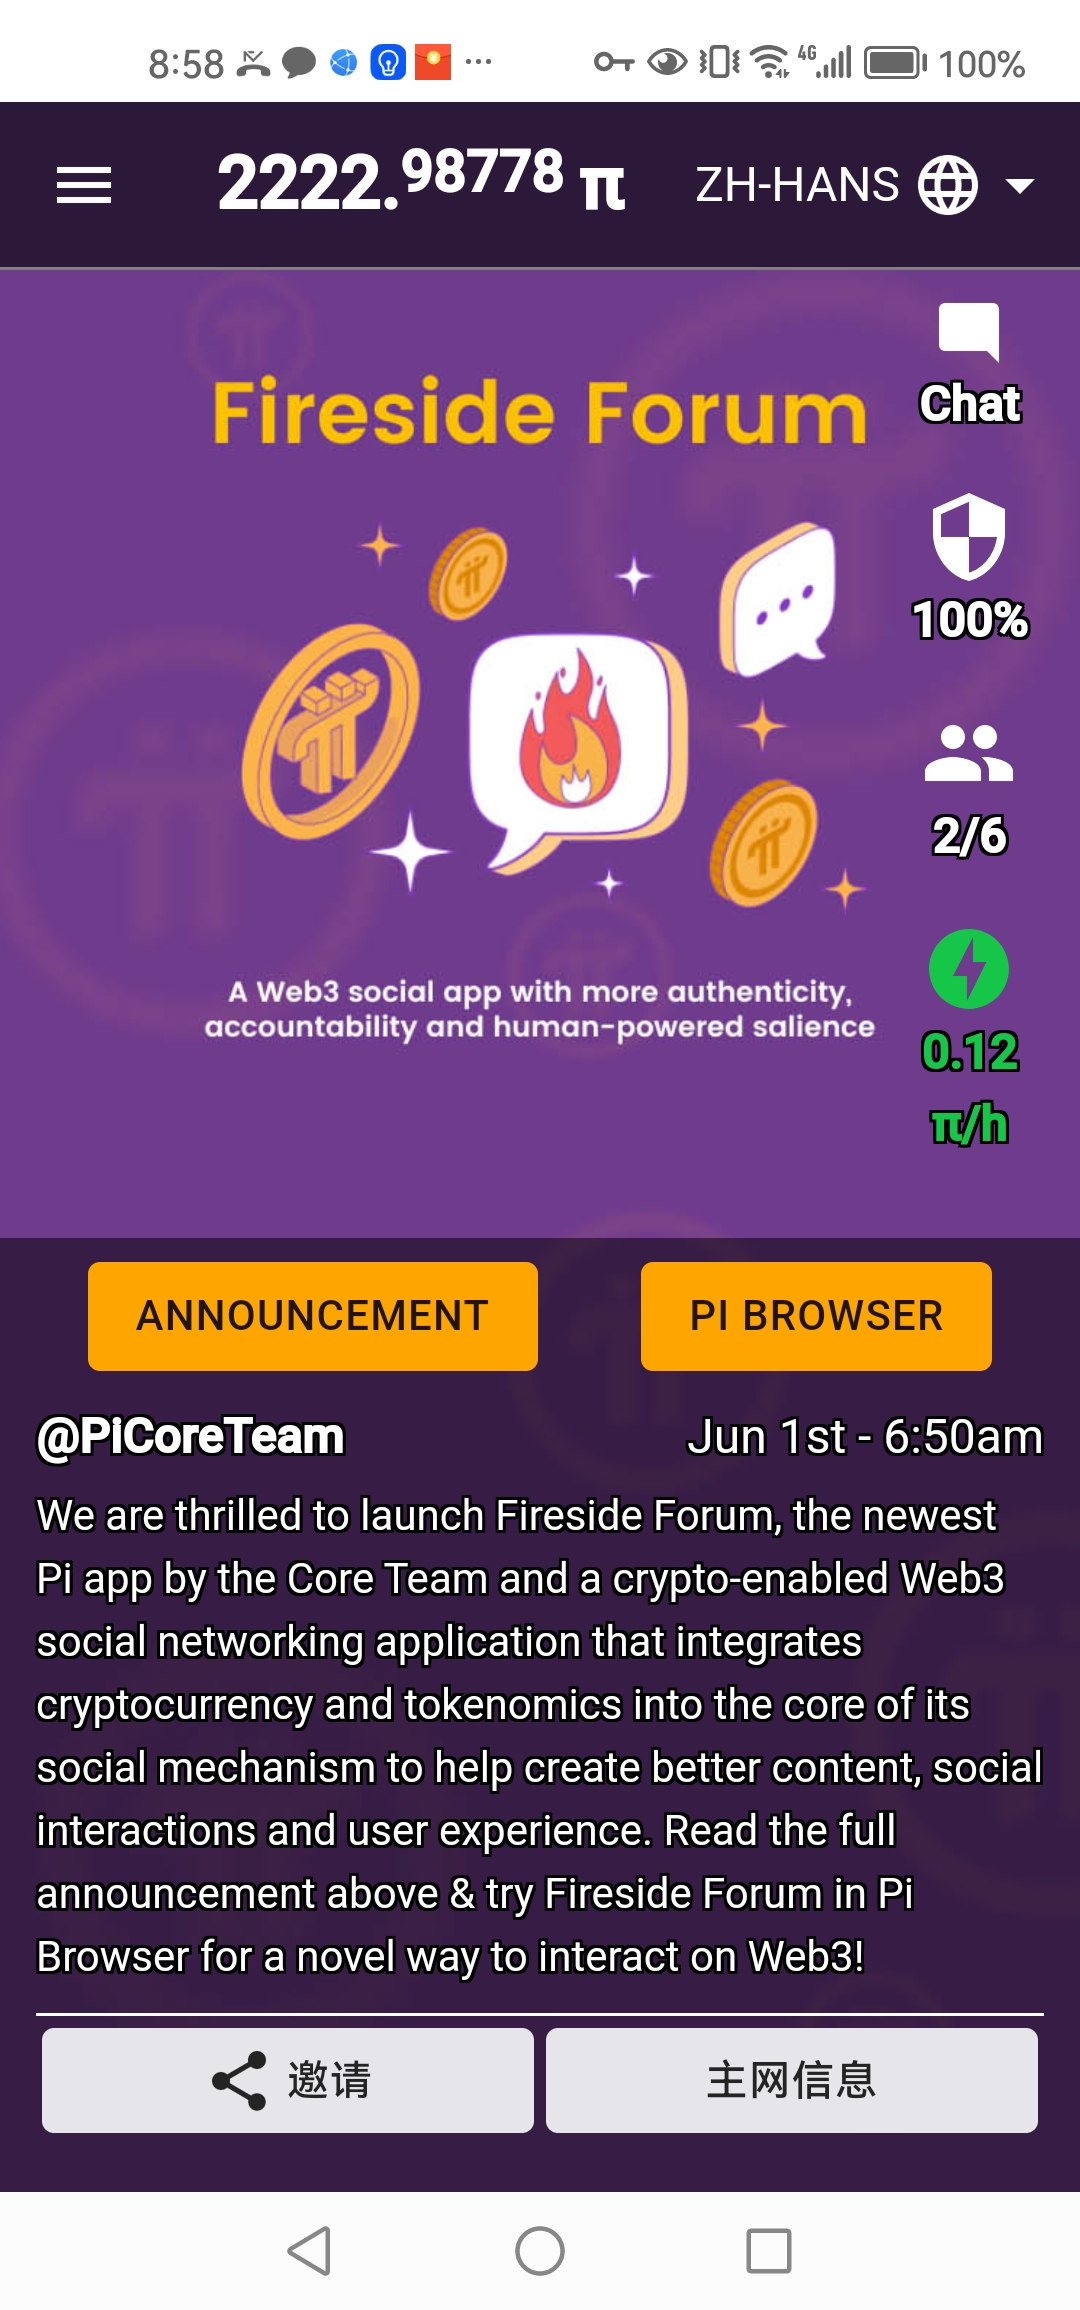 8:58
4G
100%
2222.98778 π
ZH-HANS
Fireside Forum
Chat
100%
2/6
0.12
π/h
A Web3 social app with more authenticity,
accountability and human-powered salience
ANNOUNCEMENT
PI BROWSER
@PiCoreTeam
Jun 1st - 6:50am
We are thrilled to launch Fireside Forum, the newest
Pi app by the Core Team and a crypto-enabled Web3
social networking application that integrates
cryptocurrency and tokenomics into the core of its
social mechanism to help create better content, social
interactions and user experience. Read the full
announcement above & try Fireside Forum in Pi
Browser for a novel way to interact on Web3!
邀请
主网信息